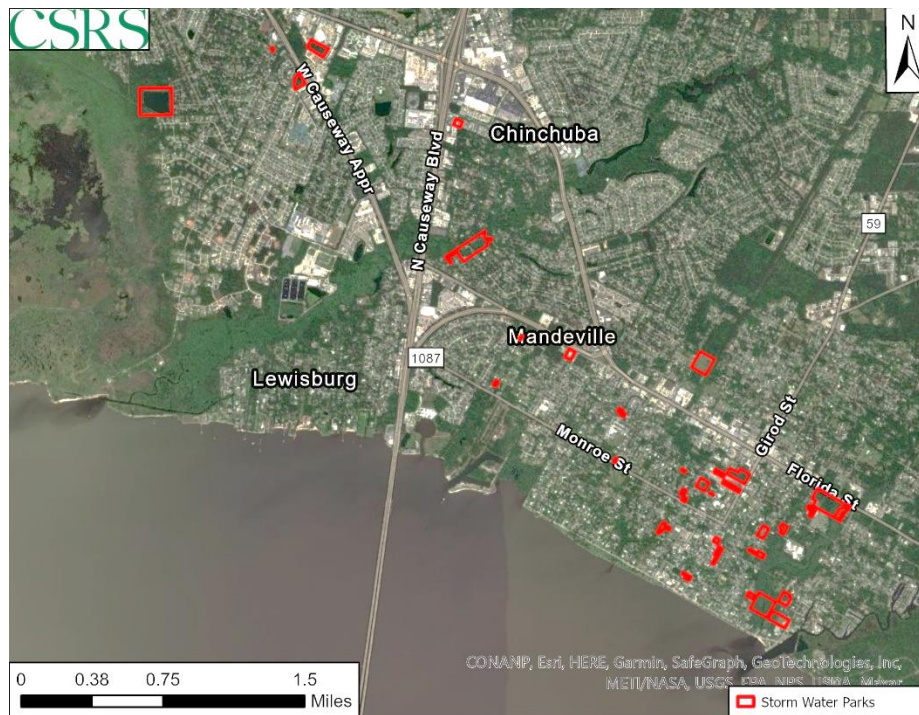 CSRS
N
W Causeway Appr
N Causeway Blvd
Chinchuba
59
Mandeville
1087
Lewisburg
Girod St
Monroe St
Florida St
CONANP, Esri, HERE, Garmin, SafeGraph, GeoTechnologies, Inc,
METI/NASA, USGS, EPA, NPS, USDA, Maxar
0 0.38 0.75 1.5
Miles
Storm Water Parks